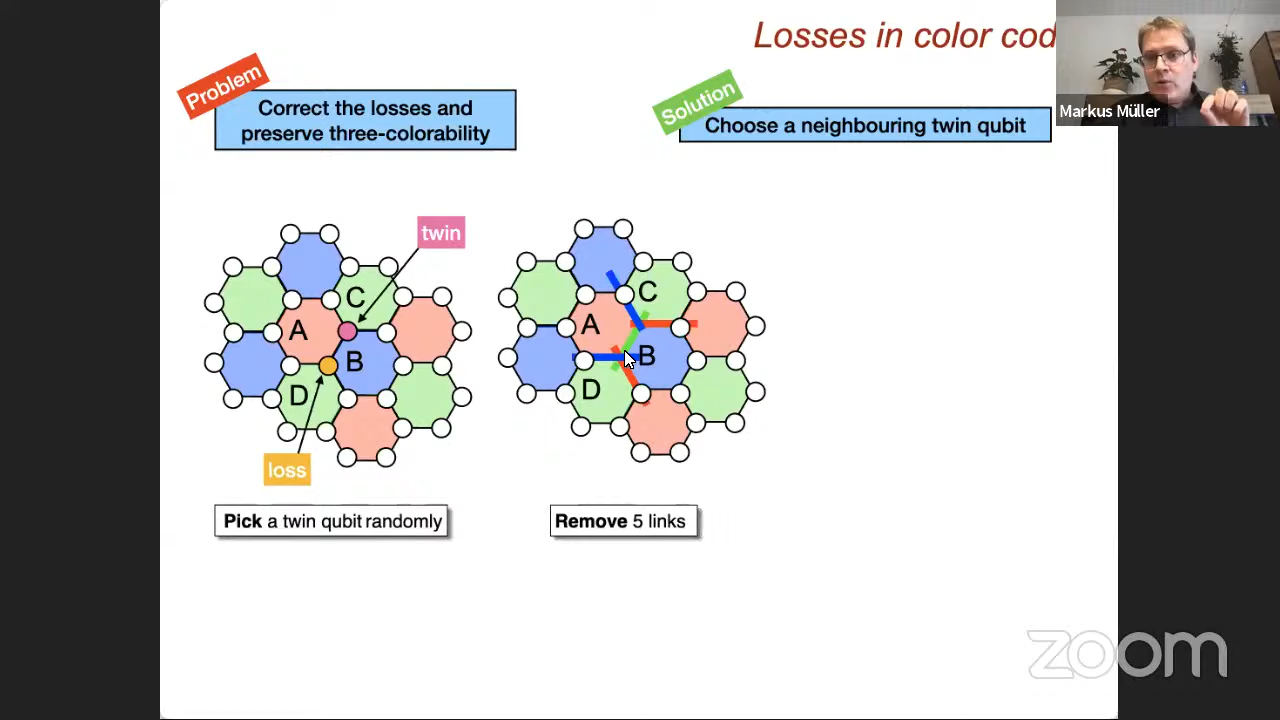 Losses in color cod
Markus Müller
Problem
Correct the losses and
preserve three-colorability
Solution
Choose a neighbouring twin qubit
twin
C
A
B
D
loss
C
A
B
D
Pick a twin qubit randomly
Remove 5 links
zoom